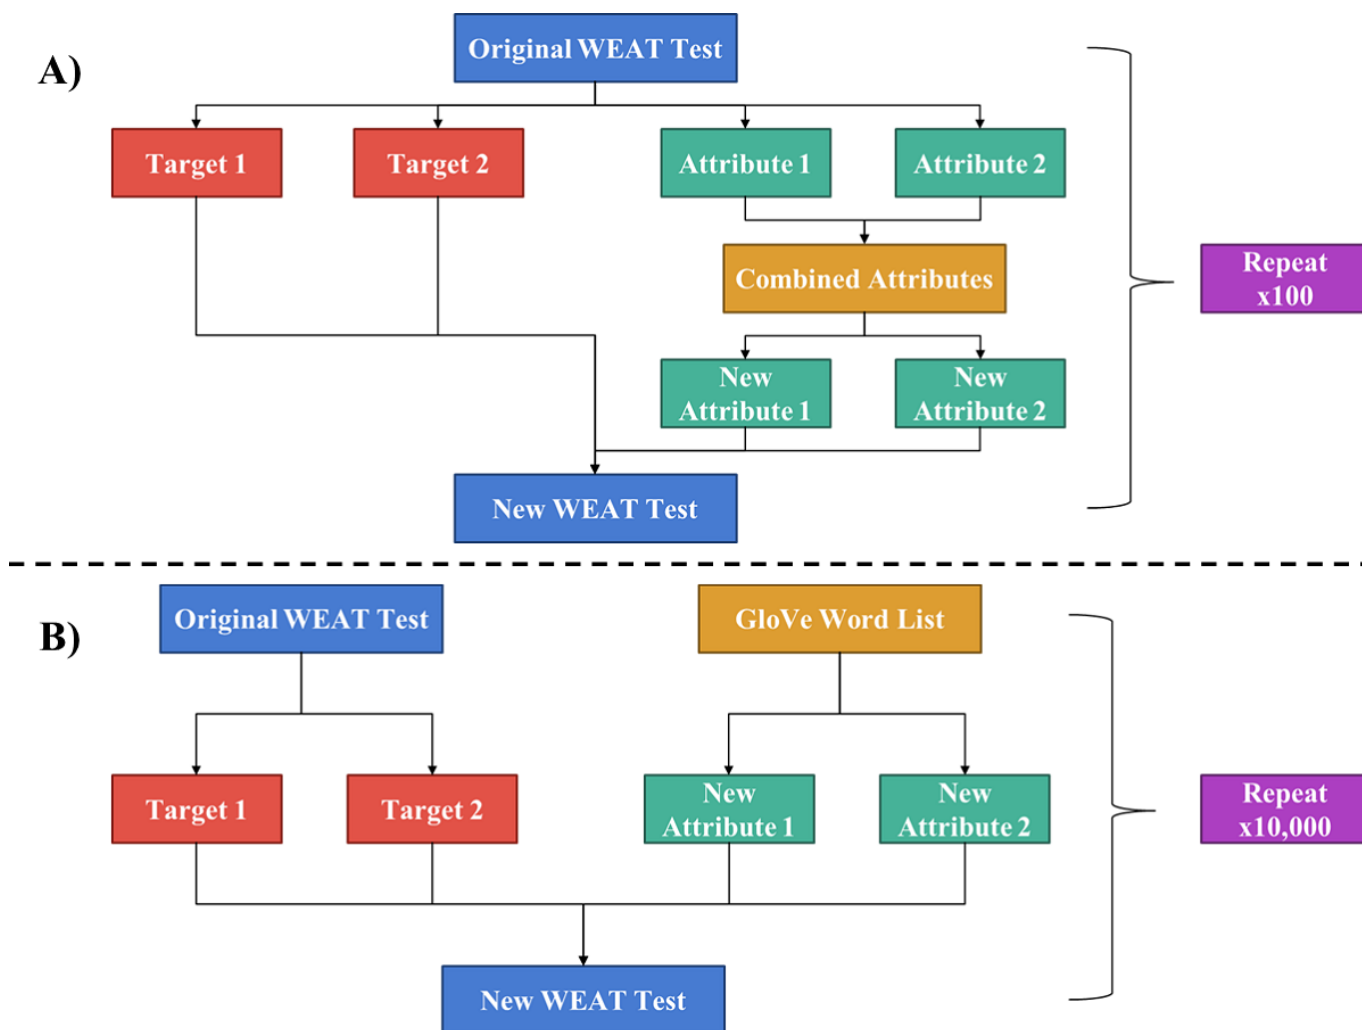 A)
Original WEAT Test
Target 1
Target 2
Attribute 1
Attribute 2
Combined Attributes
Repeat
x100
New
Attribute 1
New
Attribute 2
New WEAT Test
B)
Original WEAT Test
GloVe Word List
Target 1
Target 2
New
Attribute 1
New
Attribute 2
Repeat
x10,000
New WEAT Test